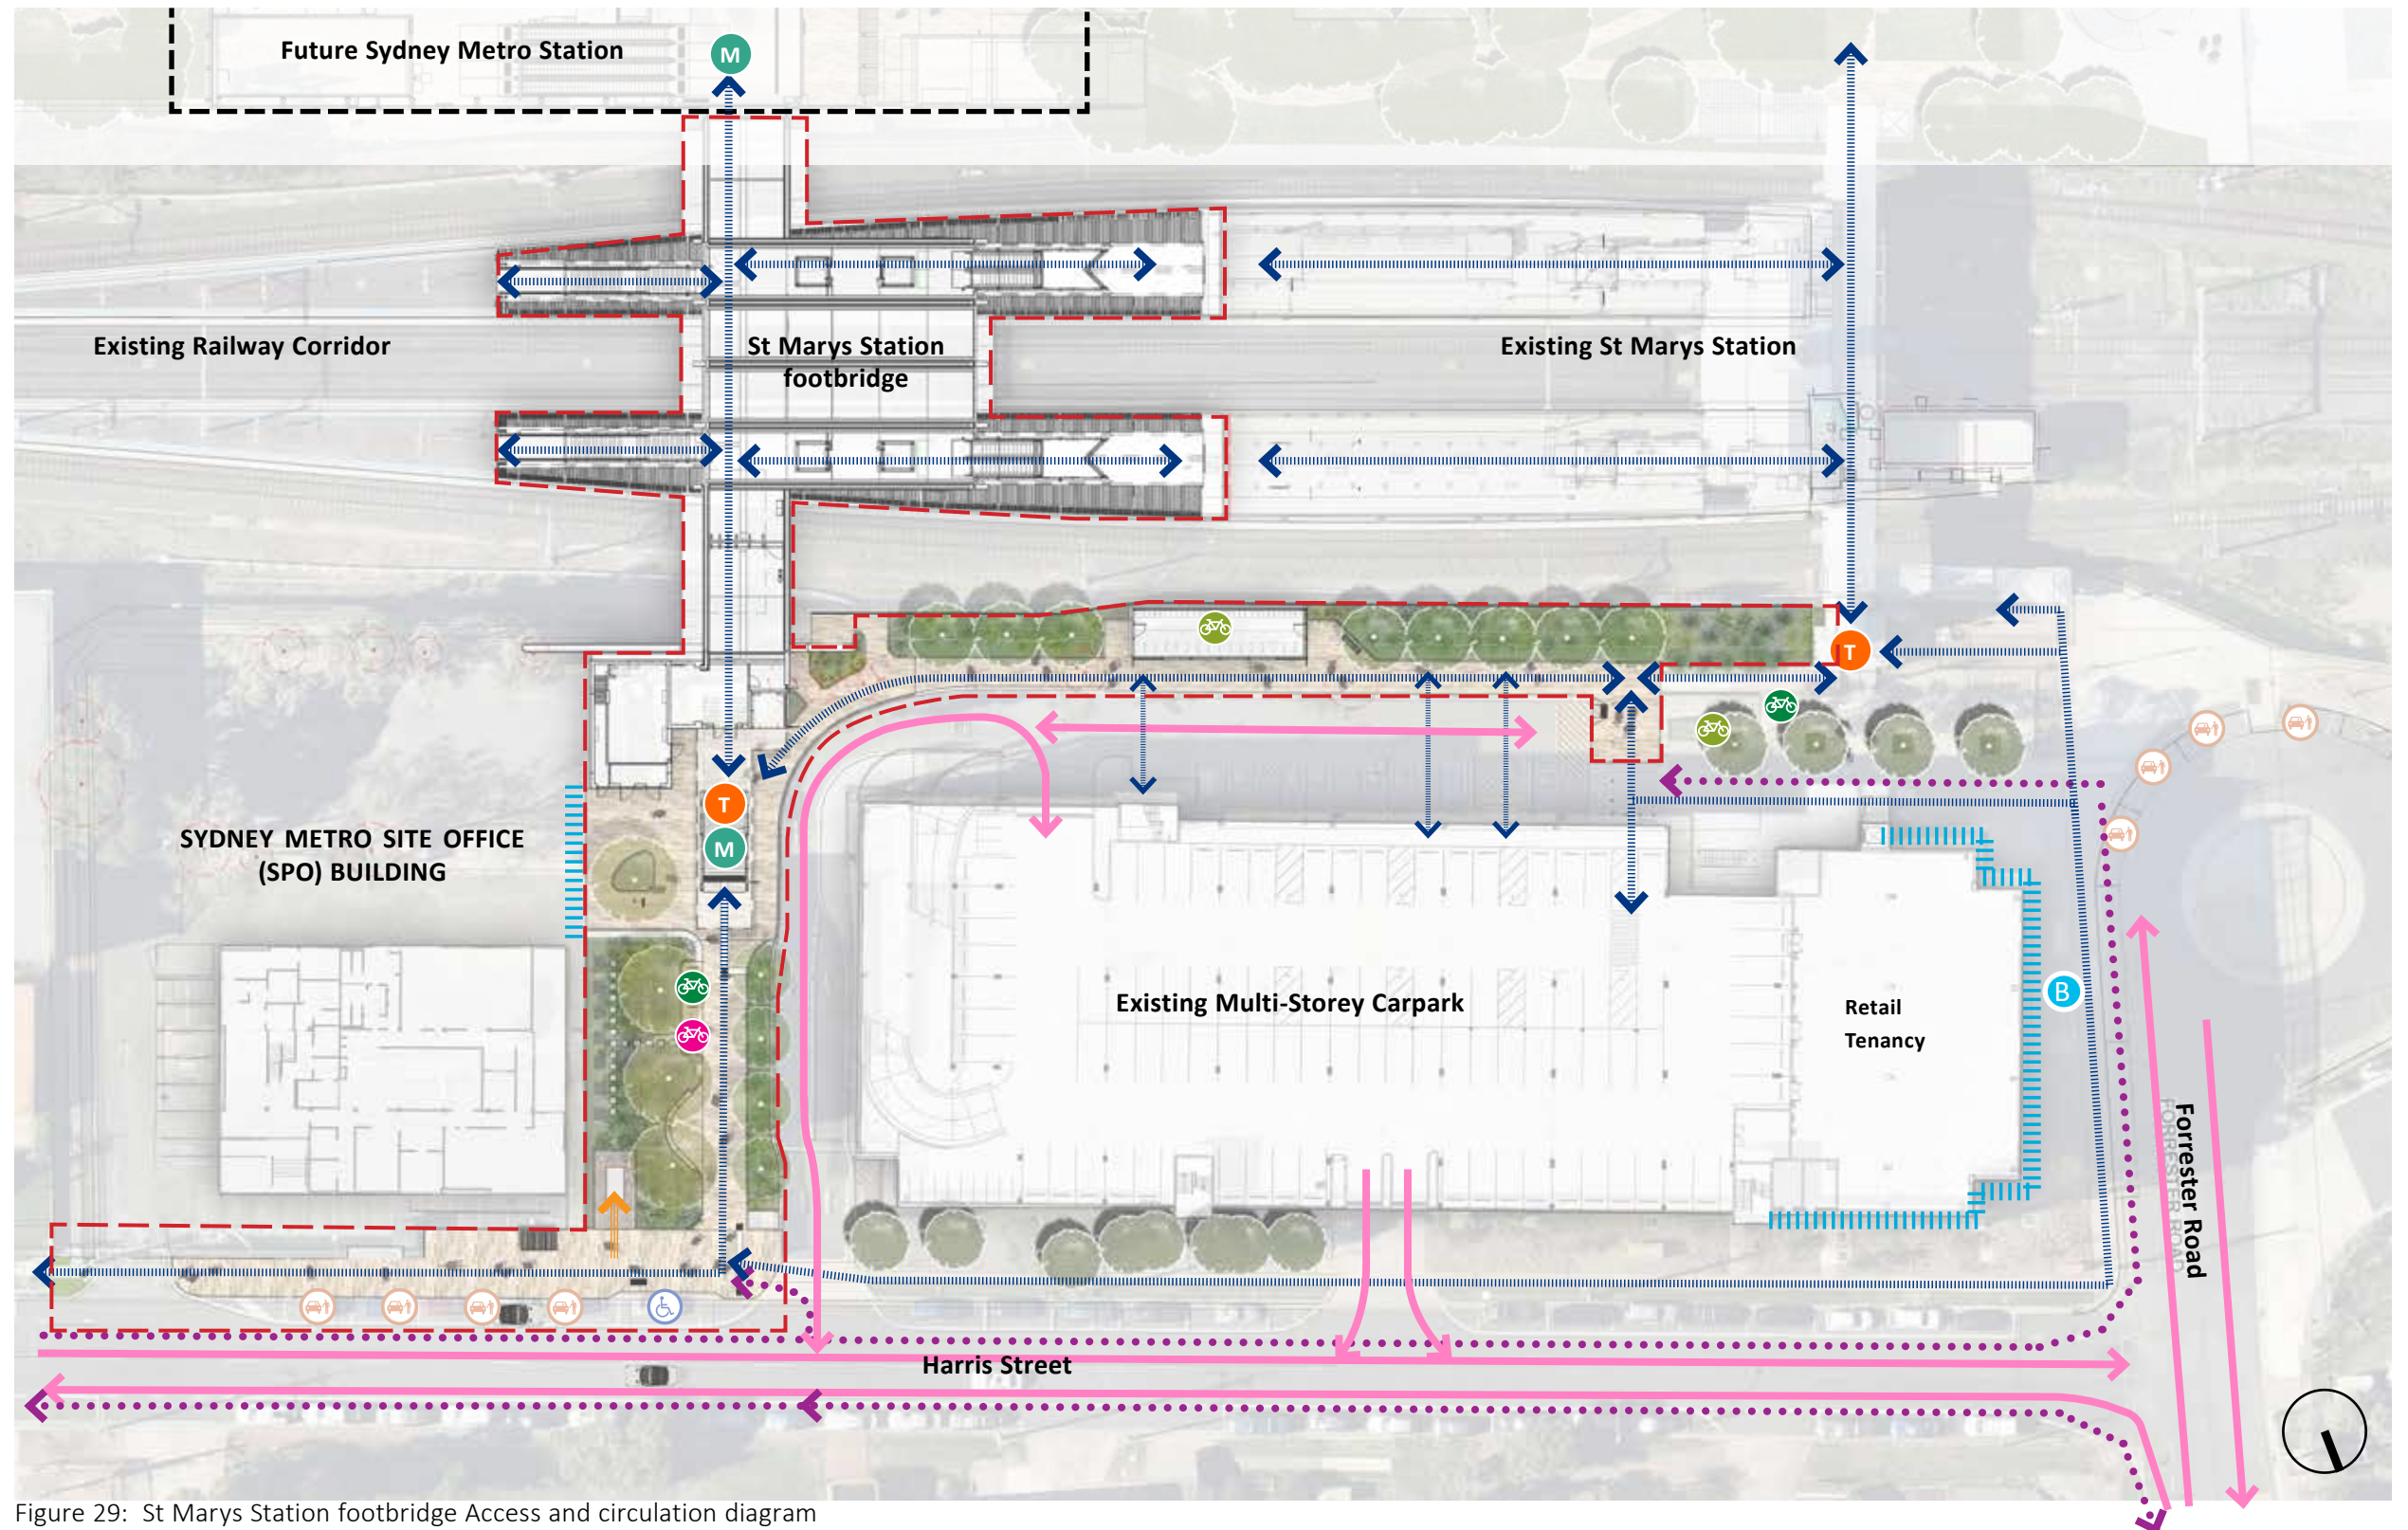 Future Sydney Metro Station
M
Existing Railway Corridor
St Marys Station
footbridge
Existing St Marys Station
T
T
M
SYDNEY METRO SITE OFFICE
(SPO) BUILDING
Existing Multi-Storey Carpark
Retail
Tenancy
B
Forrester Road
FORRESTER ROAD
Harris Street
Figure 29: St Marys Station footbridge Access and circulation diagram